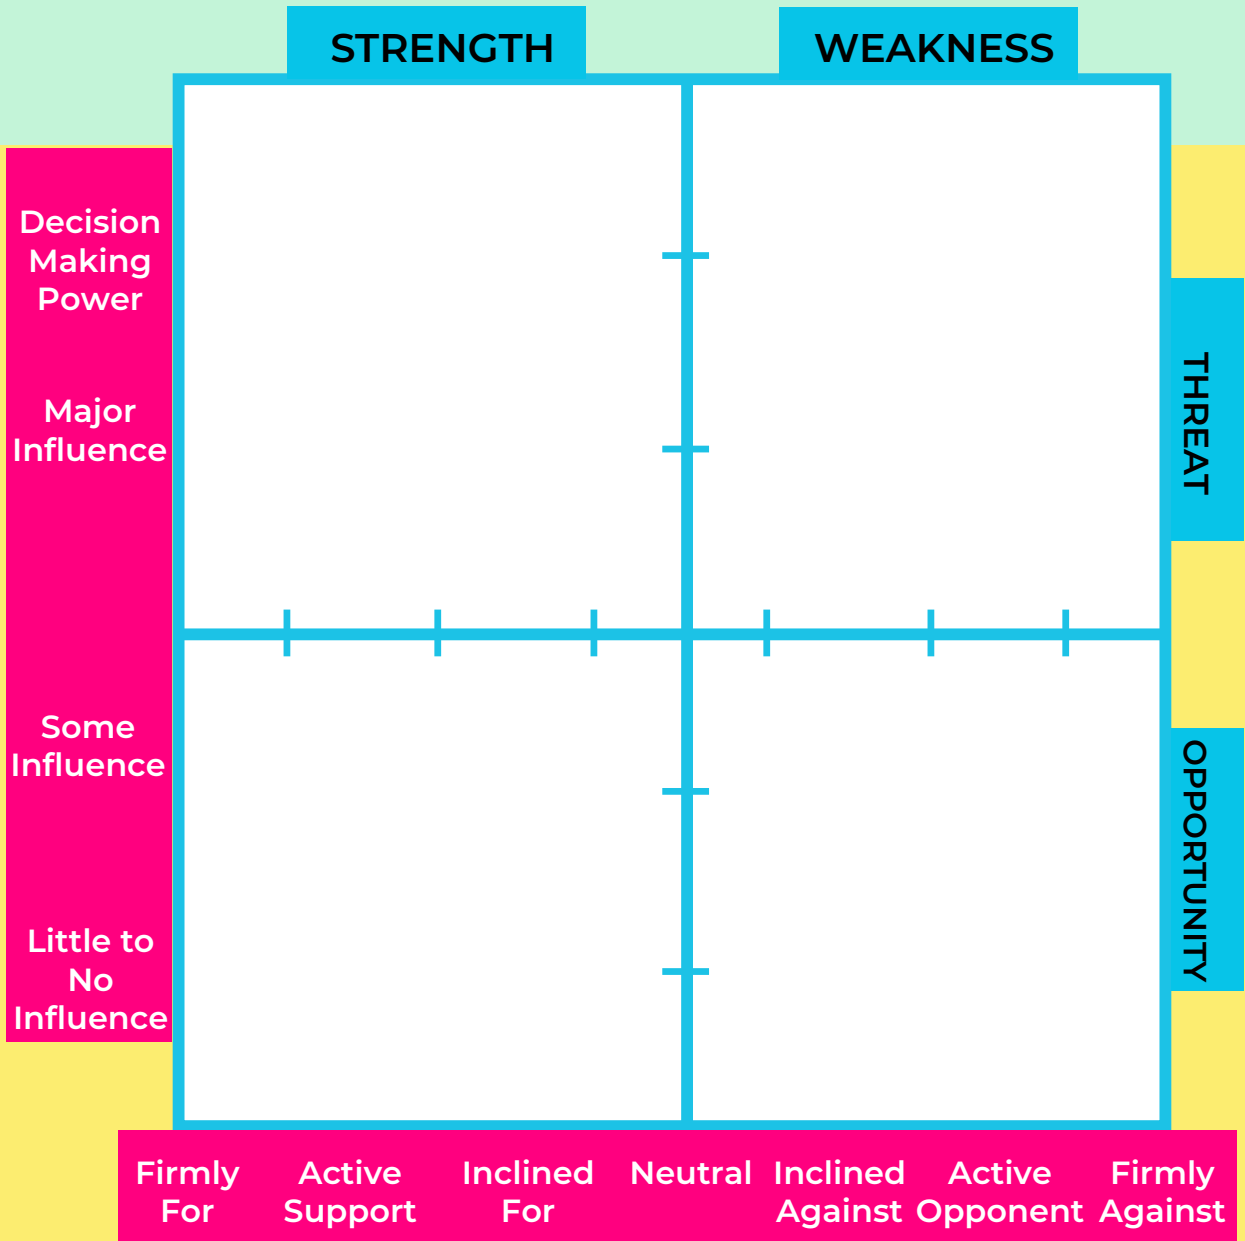 STRENGTH
WEAKNESS
Decision
Making
Power
Major
Influence
THREAT
Some
Influence
OPPORTUNITY
Little to
No
Influence
Firmly
For
Active
Support
Inclined
For
Neutral
Inclined
Against
Active
Opponent
Firmly
Against